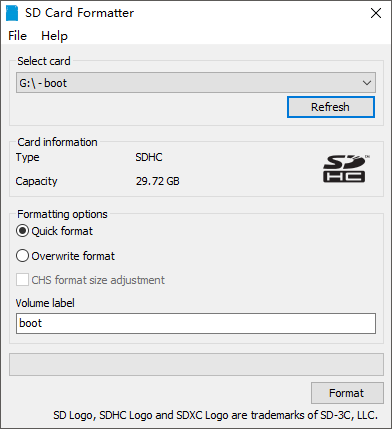 SD Card Formatter
File Help
Select card
G:\ - boot
Refresh
Card information
Type SDHC
Capacity 29.72 GB
SD
HC
™
Formatting options
Quick format
Overwrite format
CHS format size adjustment
Volume label
boot
Format
SD Logo, SDHC Logo and SDXC Logo are trademarks of SD-3C, LLC.